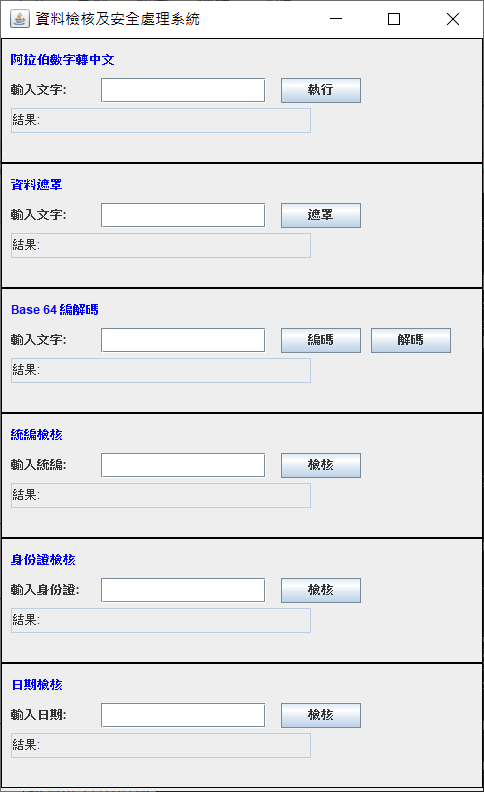 資料檢核及安全處理系統
阿拉伯數字轉中文
輸入文字: 執行
結果:
資料遮罩
輸入文字: 遮罩
結果:
Base 64 編解碼
輸入文字: 編碼 解碼
結果:
統編檢核
輸入統編: 檢核
結果:
身份證檢核
輸入身份證: 檢核
結果:
日期檢核
輸入日期: 檢核
結果: